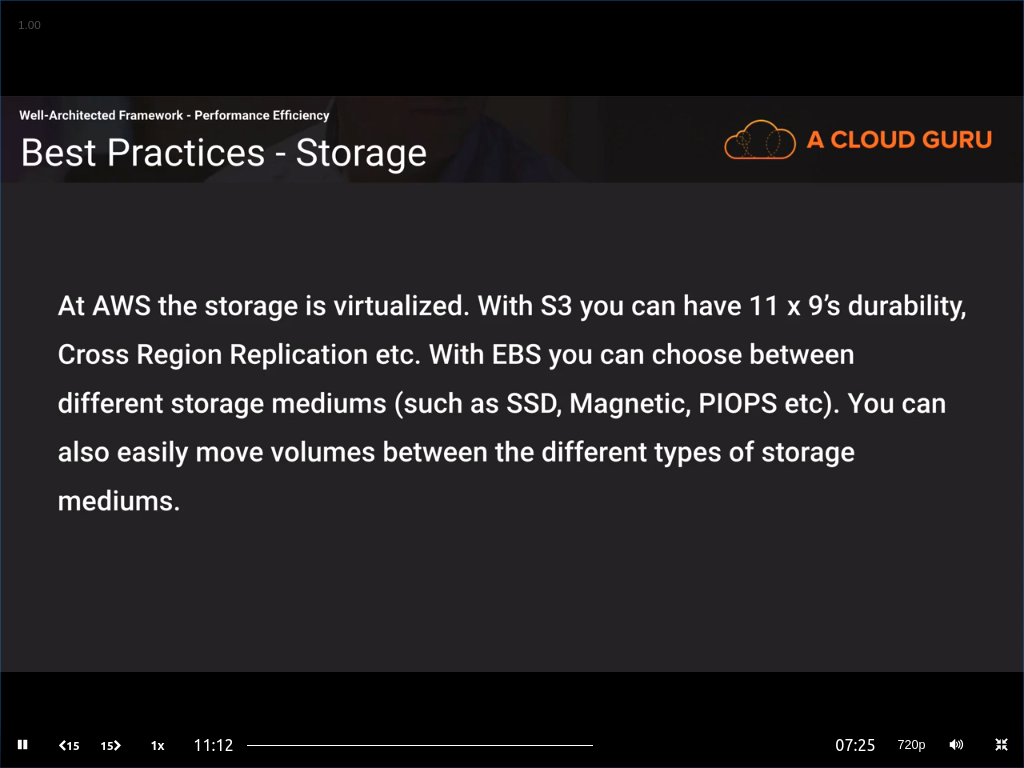 1.00
Well-Architected Framework - Performance Efficiency
Best Practices - Storage
A CLOUD GURU
At AWS the storage is virtualized. With S3 you can have 11 x 9’s durability,
Cross Region Replication etc. With EBS you can choose between
different storage mediums (such as SSD, Magnetic, PIOPS etc). You can
also easily move volumes between the different types of storage
mediums.
15 15 1x 11:12 07:25 720p